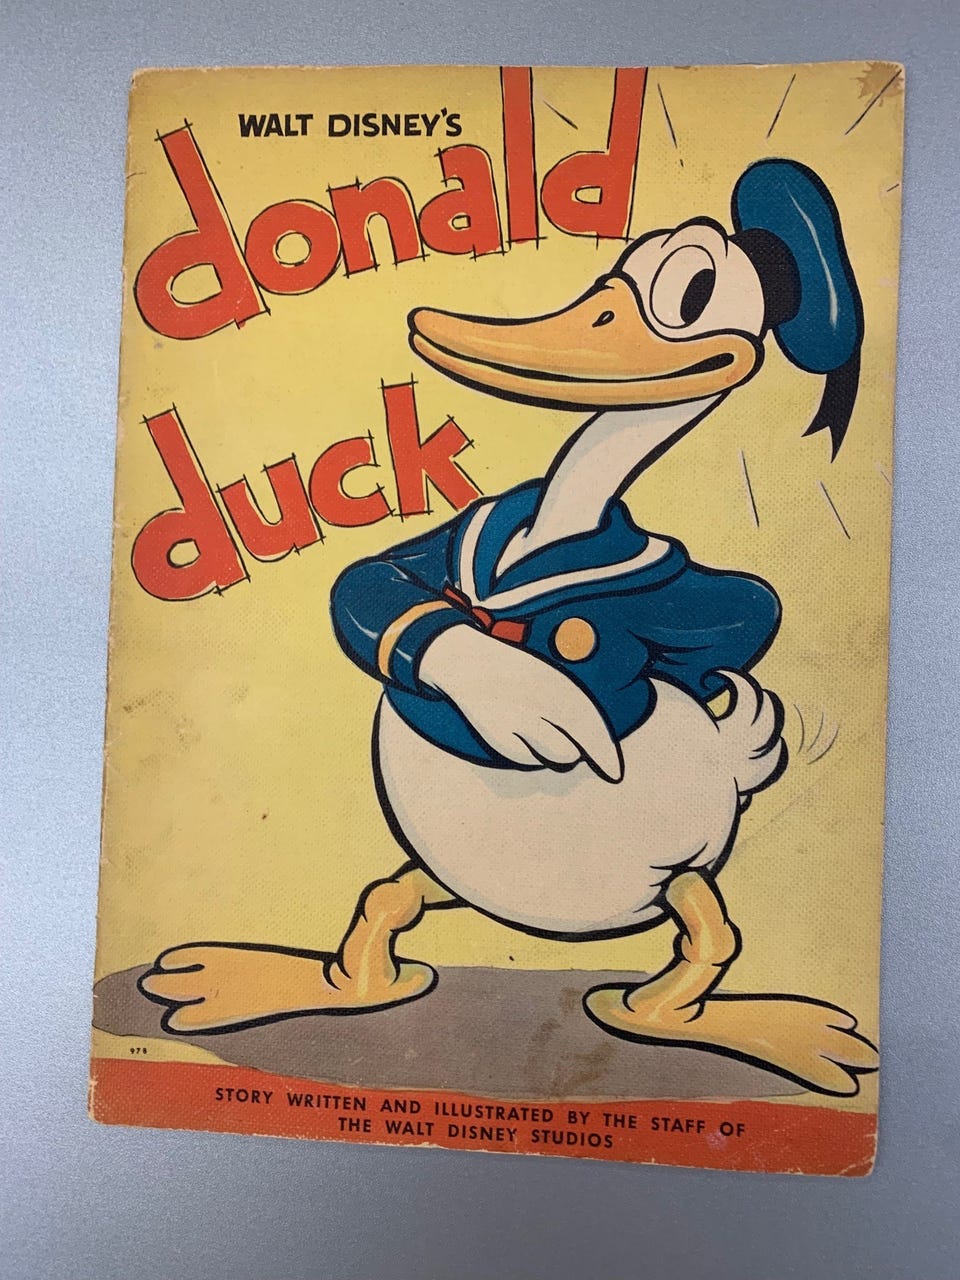 WALT DISNEY'S
donald
duck
978
STORY WRITTEN AND ILLUSTRATED BY THE STAFF OF
THE WALT DISNEY STUDIOS